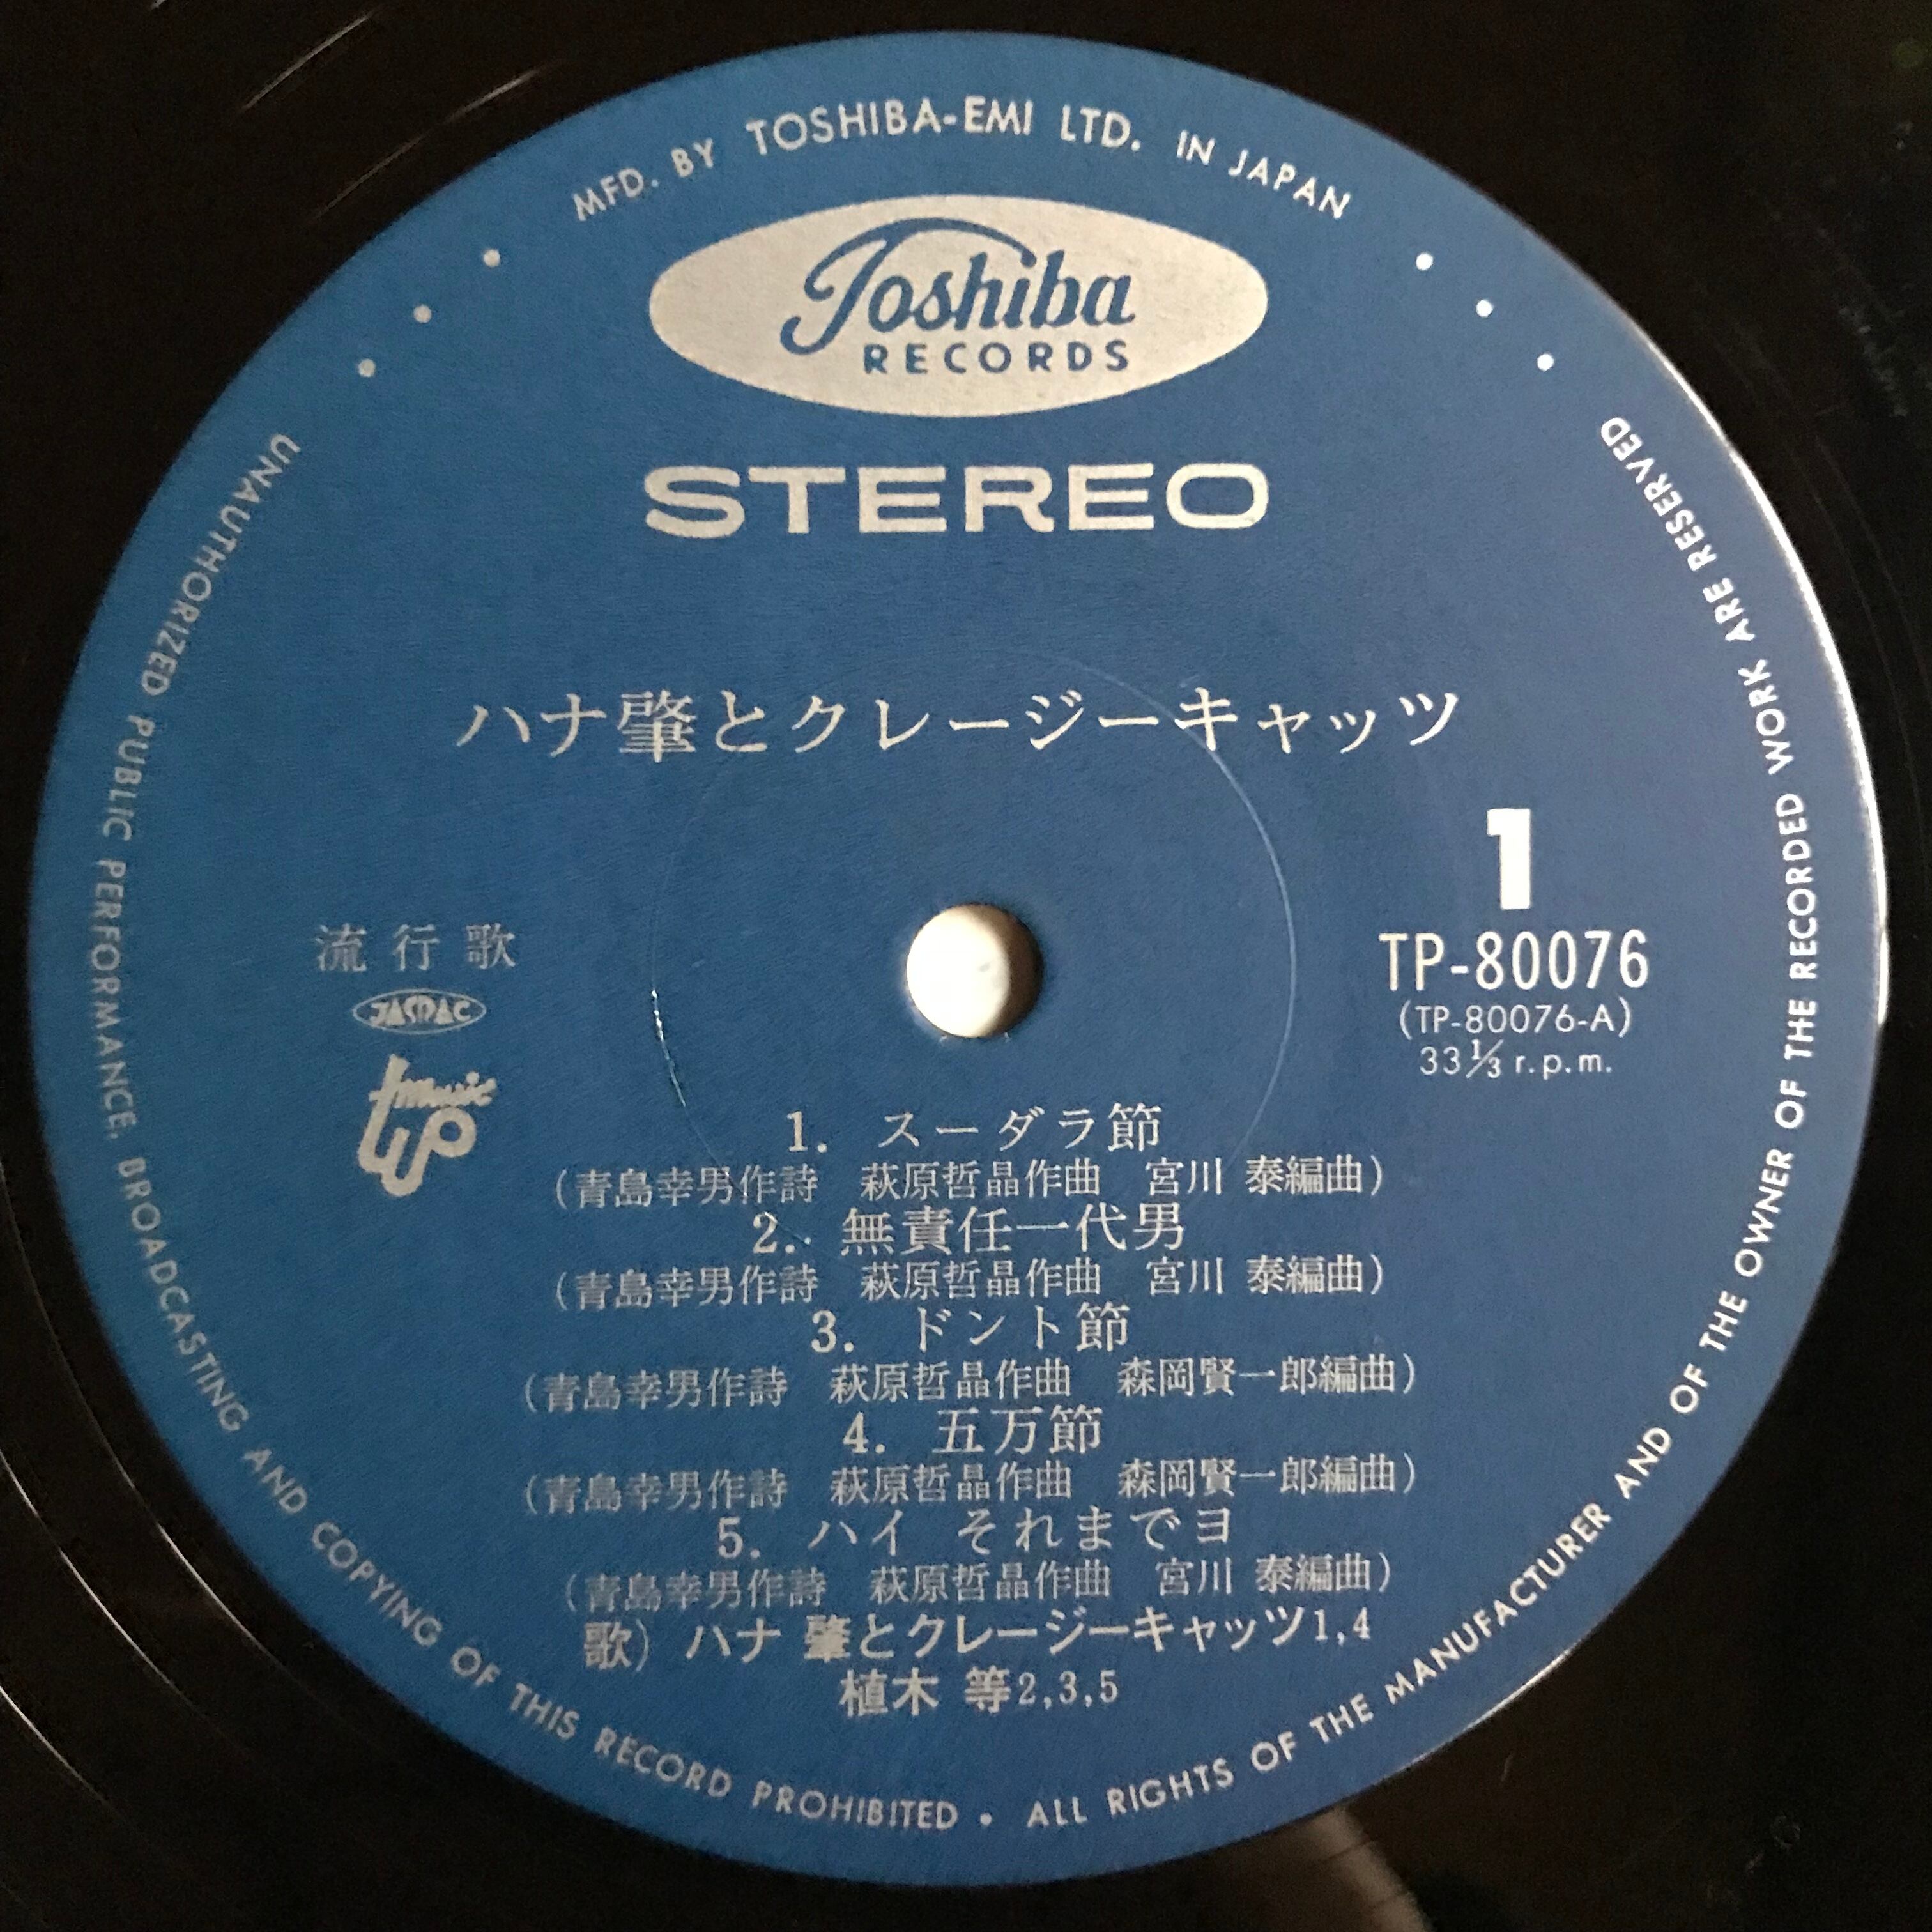 MFD. BY TOSHIBA-EMI LTD. IN JAPAN
Toshiba
RECORDS
STEREO
ハナ肇とクレージーキャッツ
1
流行歌
TP-80076
JASRAC
(TP-80076-A)
33⅓ r.p.m.
music
1. スーダラ節
(青島幸男作詩 萩原哲晶作曲 宮川 泰編曲)
2. 無責任一代男
(青島幸男作詩 萩原哲晶作曲 宮川 泰編曲)
3. ドント節
(青島幸男作詩 萩原哲晶作曲 森岡賢一郎編曲)
4. 五万節
(青島幸男作詩 萩原哲晶作曲 森岡賢一郎編曲)
5. ハイ それまでヨ
(青島幸男作詩 萩原哲晶作曲 宮川 泰編曲)
歌) ハナ 肇とクレージーキャッツ1,4
植木 等2,3,5
UNAUTHORIZED PUBLIC PERFORMANCE, BROADCASTING AND COPYING OF THIS RECORD PROHIBITED • ALL RIGHTS OF THE MANUFACTURER AND OF THE OWNER OF THE RECORDED WORK ARE RESERVED